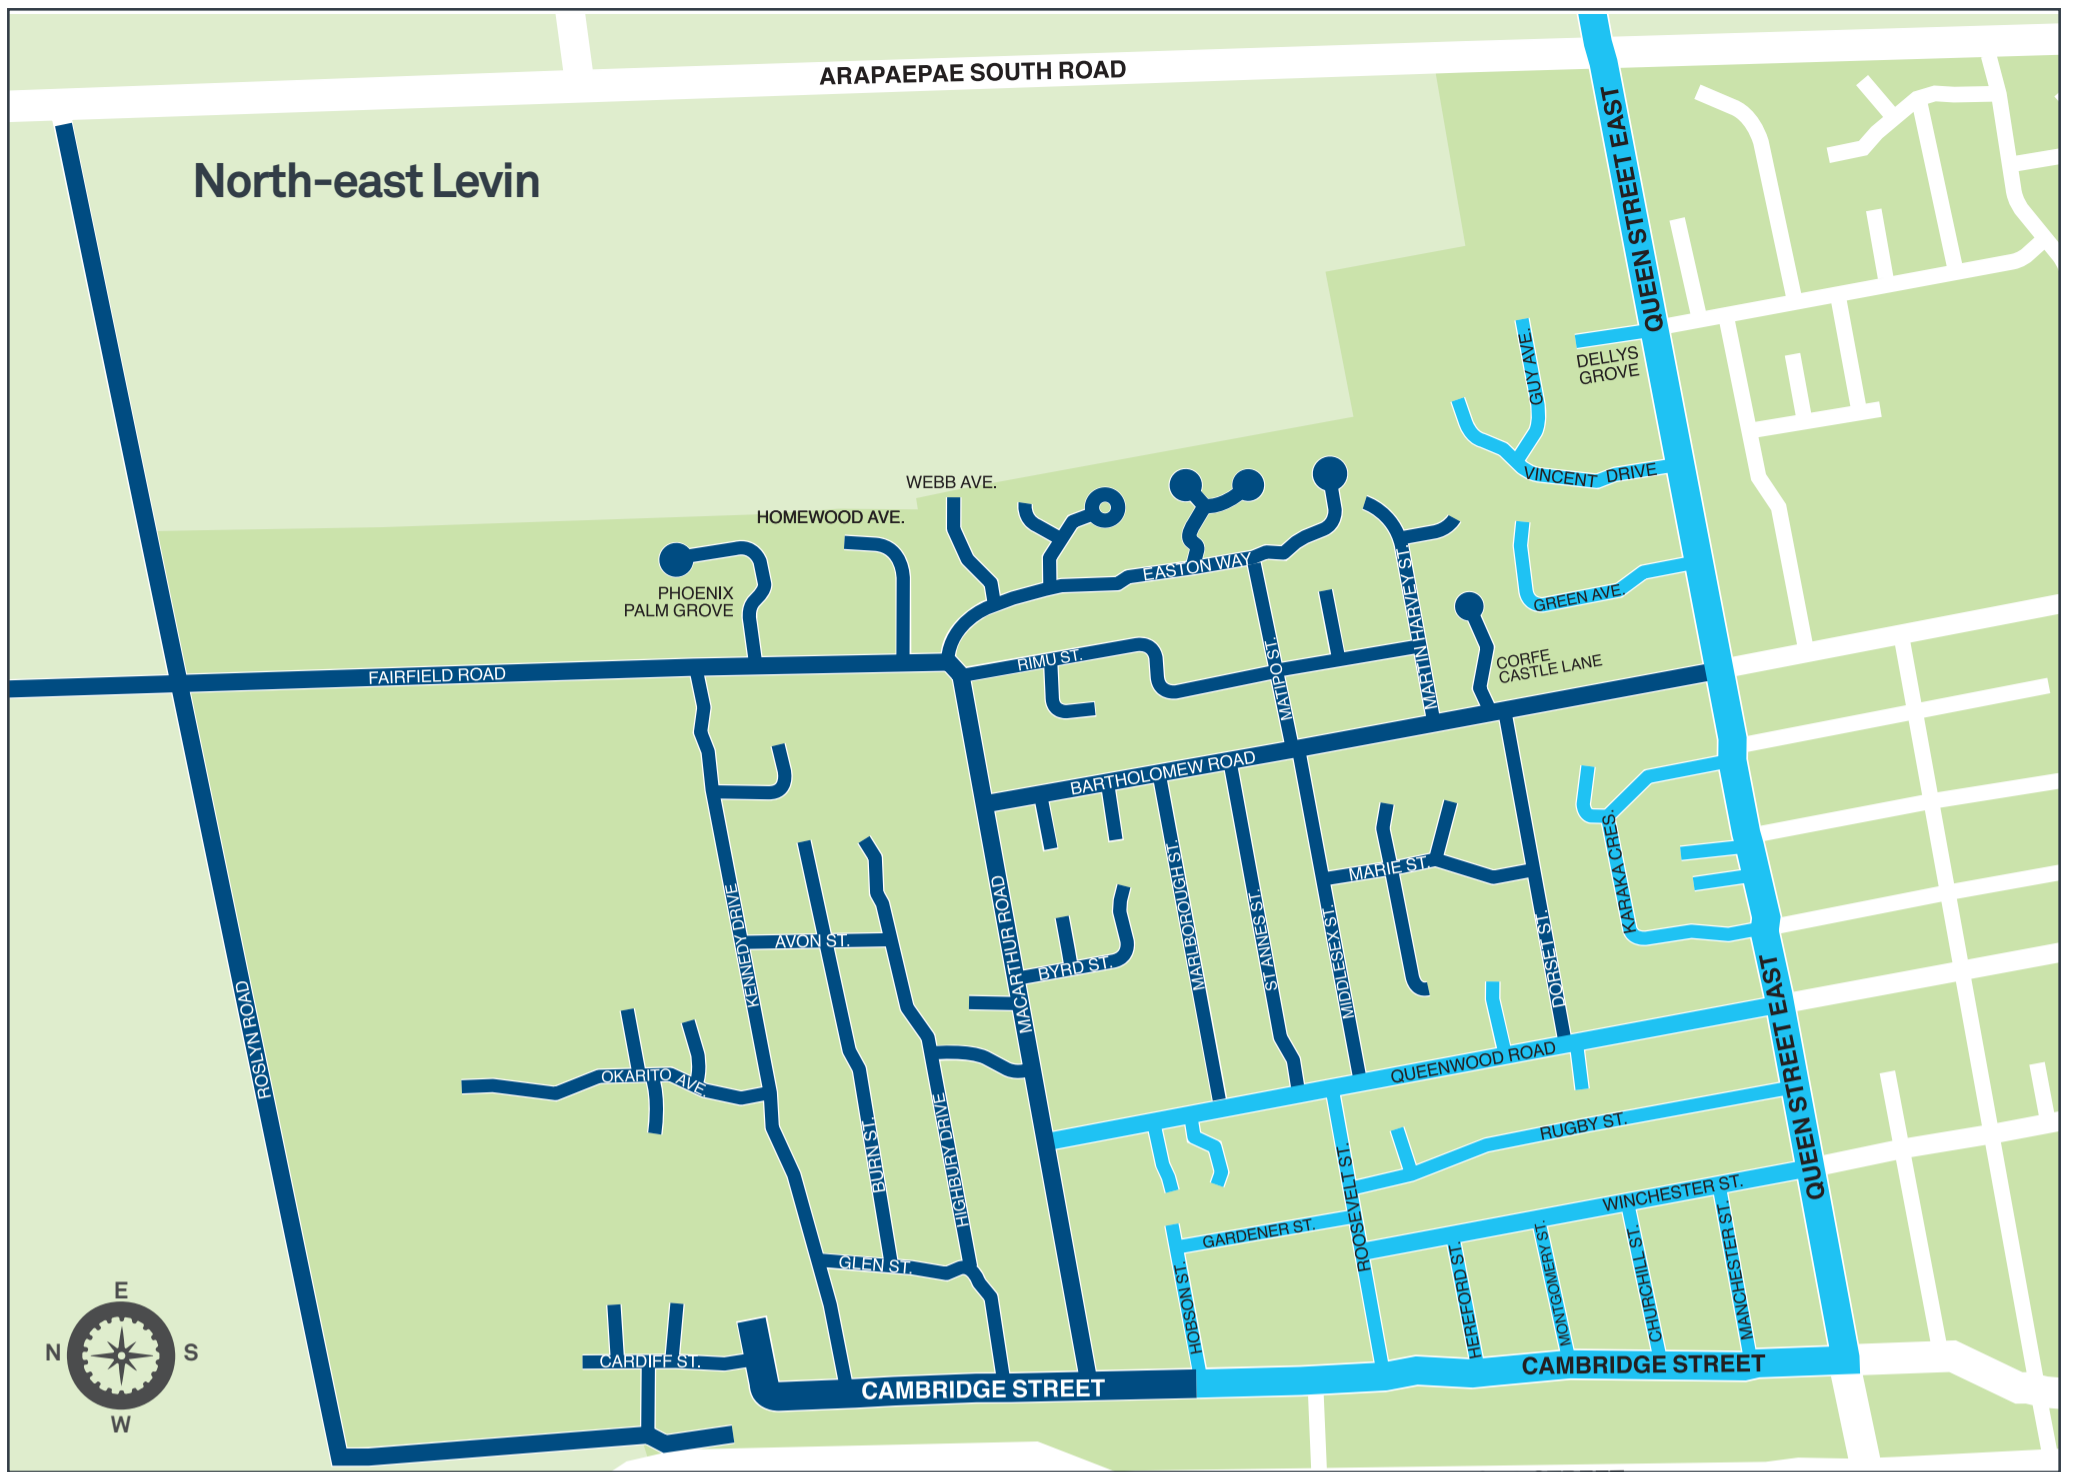 ARAPAEPAE SOUTH ROAD
North-east Levin
QUEEN STREET EAST
GUY AVE.
DELLYS
GROVE
VINCENT DRIVE
WEBB AVE.
HOMEWOOD AVE.
PHOENIX
PALM GROVE
EASTON WAY
MARTIN HARVEY ST.
GREEN AVE.
FAIRFIELD ROAD
RIMU ST.
MATIPO ST.
CORFE
CASTLE LANE
BARTHOLOMEW ROAD
KARAKA CRES.
MARIE ST.
KENNEDY DRIVE
AVON ST.
MACARTHUR ROAD
BYRD ST.
MARLBOROUGH ST.
ST ANNES ST.
MIDDLESEX ST.
DORSET ST.
ROSLYN ROAD
OKARITO AVE.
QUEENWOOD ROAD
QUEEN STREET EAST
BURN ST.
HIGHBURY DRIVE
RUGBY ST.
ROOSEVELT ST.
WINCHESTER ST.
GARDENER ST.
GLEN ST.
HOBSON ST.
HEREFORD ST.
MONTGOMERY ST.
CHURCHILL ST.
MANCHESTER ST.
E
N
S
W
CARDIFF ST.
CAMBRIDGE STREET
CAMBRIDGE STREET